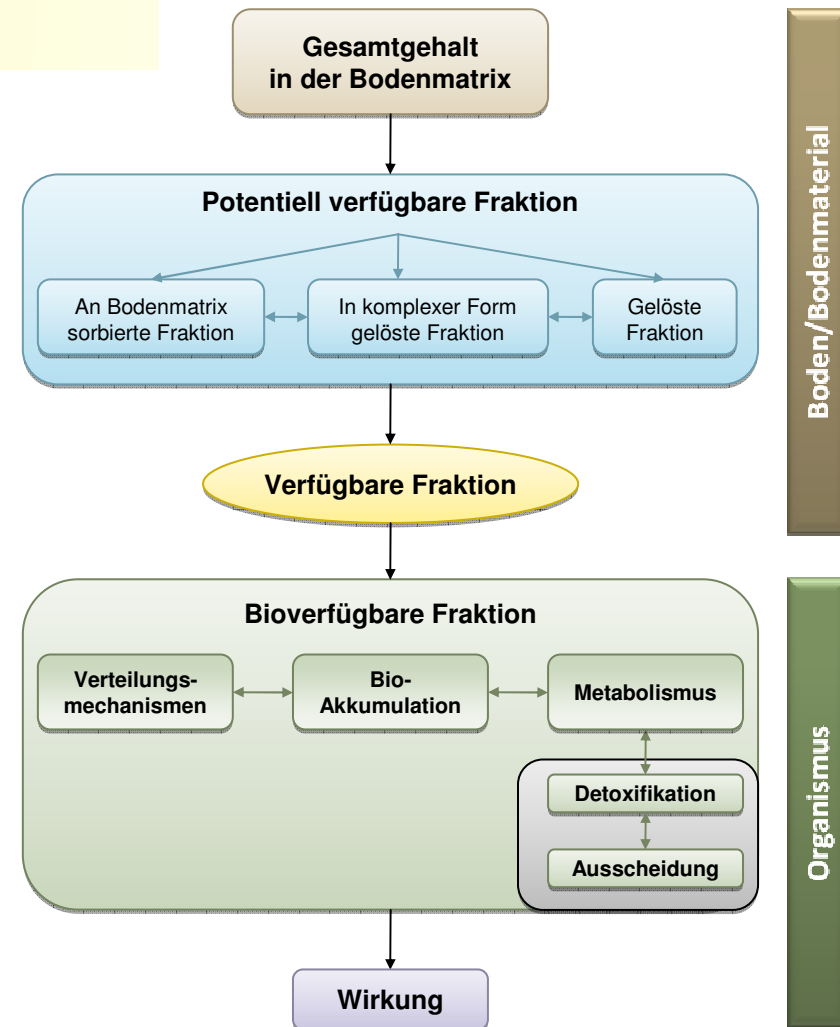 Gesamtgehalt
in der Bodenmatrix
Potentiell verfügbare Fraktion
An Bodenmatrix
sorbierte Fraktion
In komplexer Form
gelöste Fraktion
Gelöste
Fraktion
Verfügbare Fraktion
Boden/Bodenmaterial
Bioverfügbare Fraktion
Verteilungs-
mechanismen
Bio-
Akkumulation
Metabolismus
Detoxifikation
Ausscheidung
Organismus
Wirkung